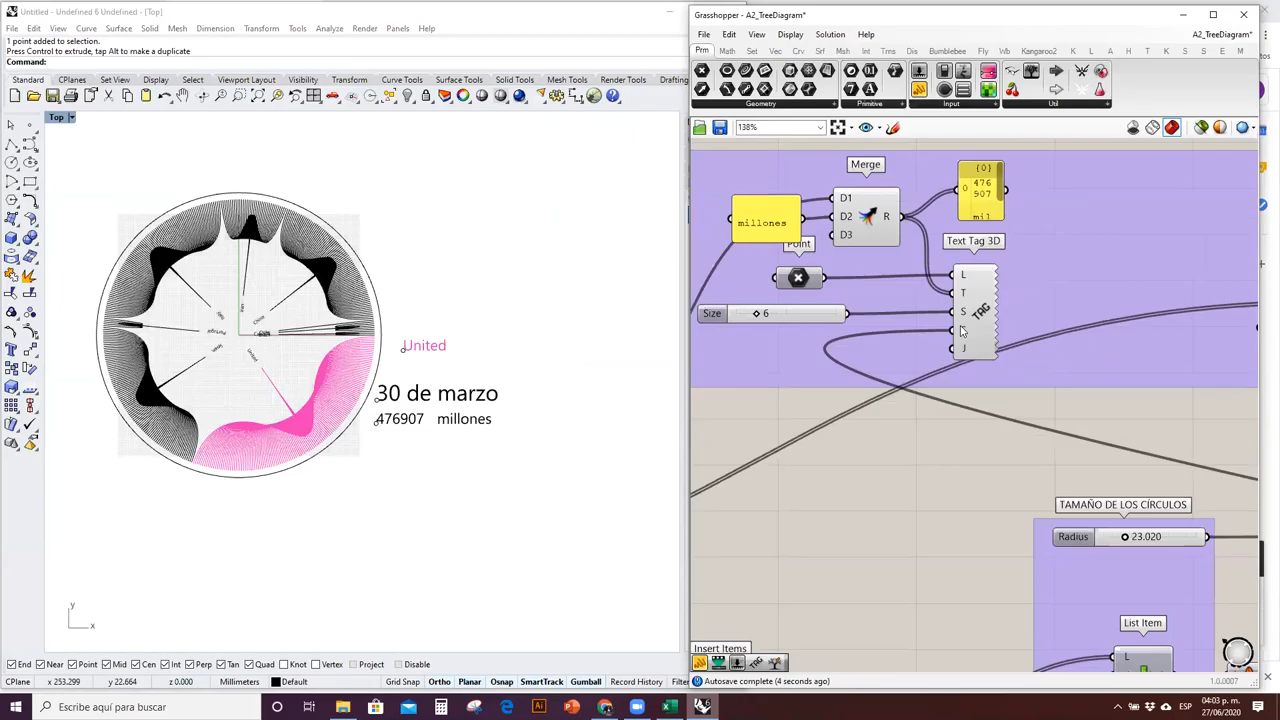 Untitled - Undefined 6 Undefined - [Top]
File Edit View Curve Surface Solid Mesh Dimension Transform Tools Analyze Render Panels Help
1 point added to selection.
Press Control to extrude, tap Alt to make a duplicate
Command:
Standard CPlanes Set View Display Select Viewport Layout Visibility Transform Curve Tools Surface Tools Solid Tools Mesh Tools Render Tools Drafting
Top
China
United
United
30 de marzo
476907 millones
y
x
End Near Point Mid Cen Int Perp Tan Quad Knot Vertex Project Disable
CPlane x 253.299 y 22.664 z 0.000 Millimeters Default Grid Snap Ortho Planar Osnap SmartTrack Gumball Record History Filter
Grasshopper - A2_TreeDiagram*
File Edit View Display Solution Help
A2_TreeDiagram*
Prm Math Set Vec Crv Srf Msh Int Trns Dis Bumblebee Fly Wb Kangaroo2 K L A H T K S E M
Geometry Primitive Input Util
138%
Merge
millones
D1
D2
D3
R
{0}
0 476
907
mil
Point
Text Tag 3D
L
T
S
J
TAG
Size 6
TAMAÑO DE LOS CÍRCULOS
Radius 23.020
List Item
L
Insert Items
Autosave complete (4 seconds ago)
1.0.0007
Escribe aquí para buscar
ESP
04:03 p. m.
27/06/2020